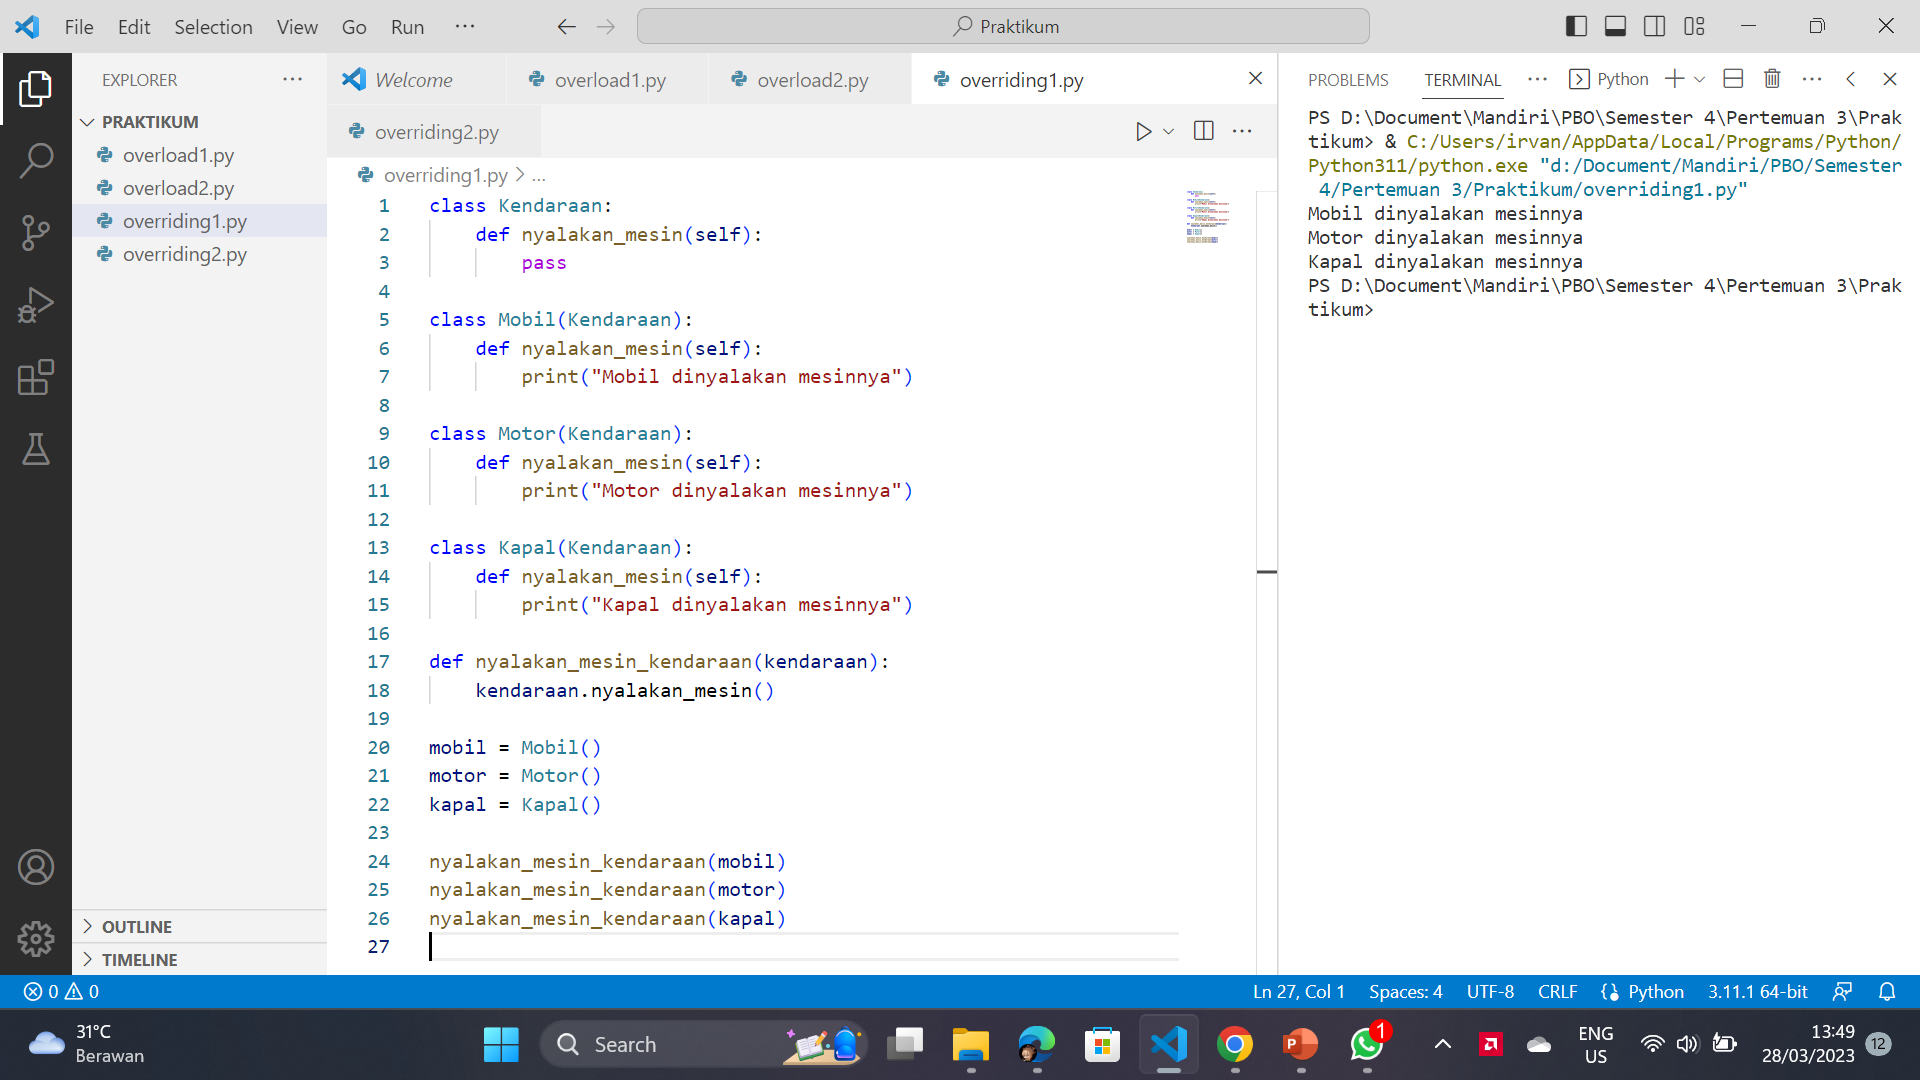 File Edit Selection View Go Run ···
Praktikum
EXPLORER ···
PRAKTIKUM
overload1.py
overload2.py
overriding1.py
overriding2.py
OUTLINE
TIMELINE
Welcome overload1.py overload2.py overriding1.py
overriding2.py
overriding1.py > ...
1 class Kendaraan:
2 def nyalakan_mesin(self):
3 pass
4
5 class Mobil(Kendaraan):
6 def nyalakan_mesin(self):
7 print("Mobil dinyalakan mesinnya")
8
9 class Motor(Kendaraan):
10 def nyalakan_mesin(self):
11 print("Motor dinyalakan mesinnya")
12
13 class Kapal(Kendaraan):
14 def nyalakan_mesin(self):
15 print("Kapal dinyalakan mesinnya")
16
17 def nyalakan_mesin_kendaraan(kendaraan):
18 kendaraan.nyalakan_mesin()
19
20 mobil = Mobil()
21 motor = Motor()
22 kapal = Kapal()
23
24 nyalakan_mesin_kendaraan(mobil)
25 nyalakan_mesin_kendaraan(motor)
26 nyalakan_mesin_kendaraan(kapal)
27
PROBLEMS TERMINAL ··· Python
PS D:\Document\Mandiri\PBO\Semester 4\Pertemuan 3\Prak
tikum> & C:/Users/irvan/AppData/Local/Programs/Python/
Python311/python.exe "d:/Document/Mandiri/PBO/Semester
4/Pertemuan 3/Praktikum/overriding1.py"
Mobil dinyalakan mesinnya
Motor dinyalakan mesinnya
Kapal dinyalakan mesinnya
PS D:\Document\Mandiri\PBO\Semester 4\Pertemuan 3\Prak
tikum>
0 0 Ln 27, Col 1 Spaces: 4 UTF-8 CRLF Python 3.11.1 64-bit
31°C
Berawan
Search
1
ENG
US
13:49
28/03/2023
12